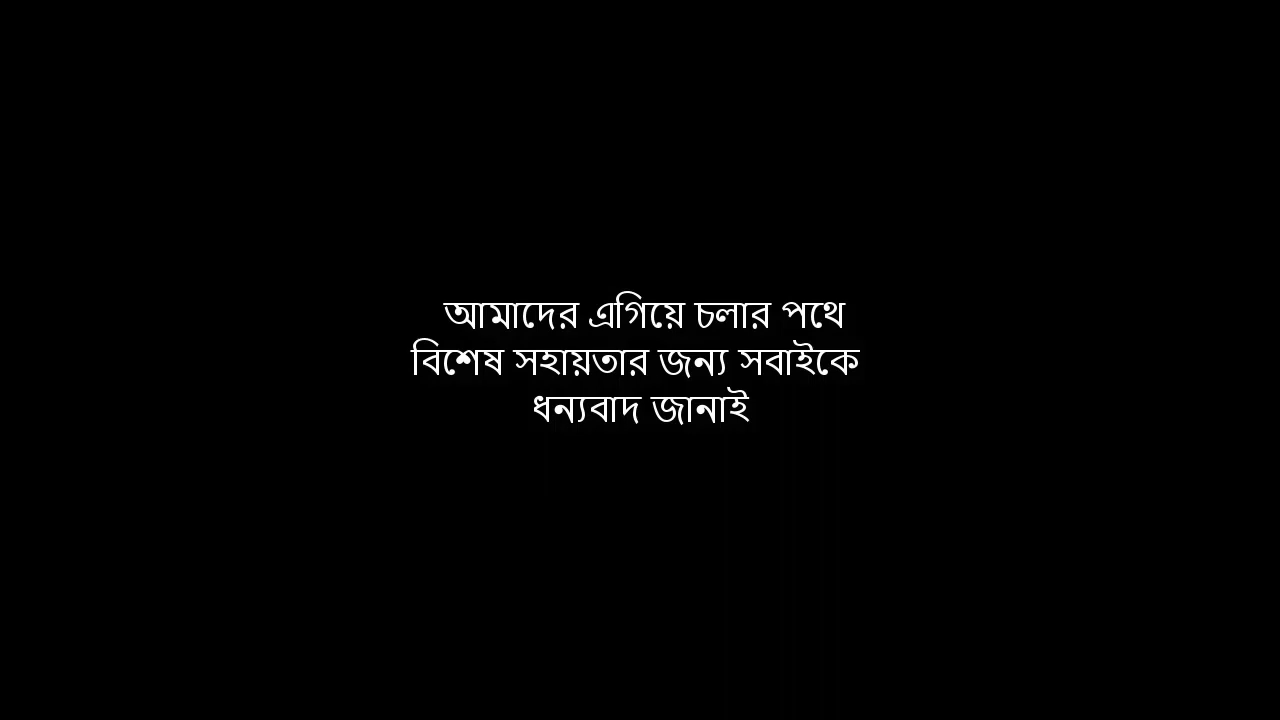 আমাদের এগিয়ে চলার পথে
বিশেষ সহায়তার জন্য সবাইকে
ধন্যবাদ জানাই